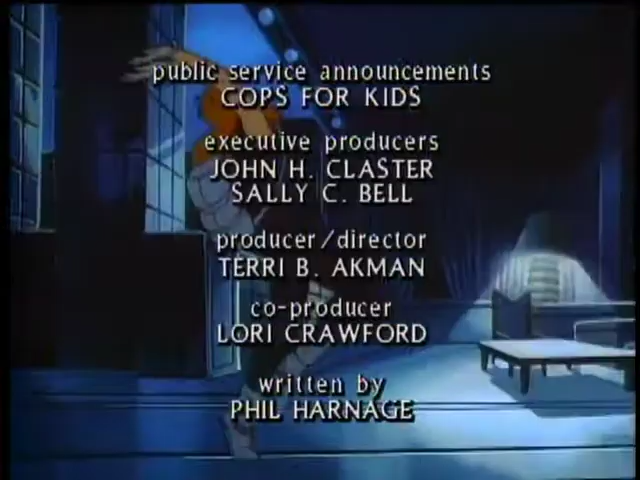 public service announcements
COPS FOR KIDS
executive producers
JOHN H. CLASTER
SALLY C. BELL
producer/director
TERRI B. AKMAN
co-producer
LORI CRAWFORD
written by
PHIL HARNAGE